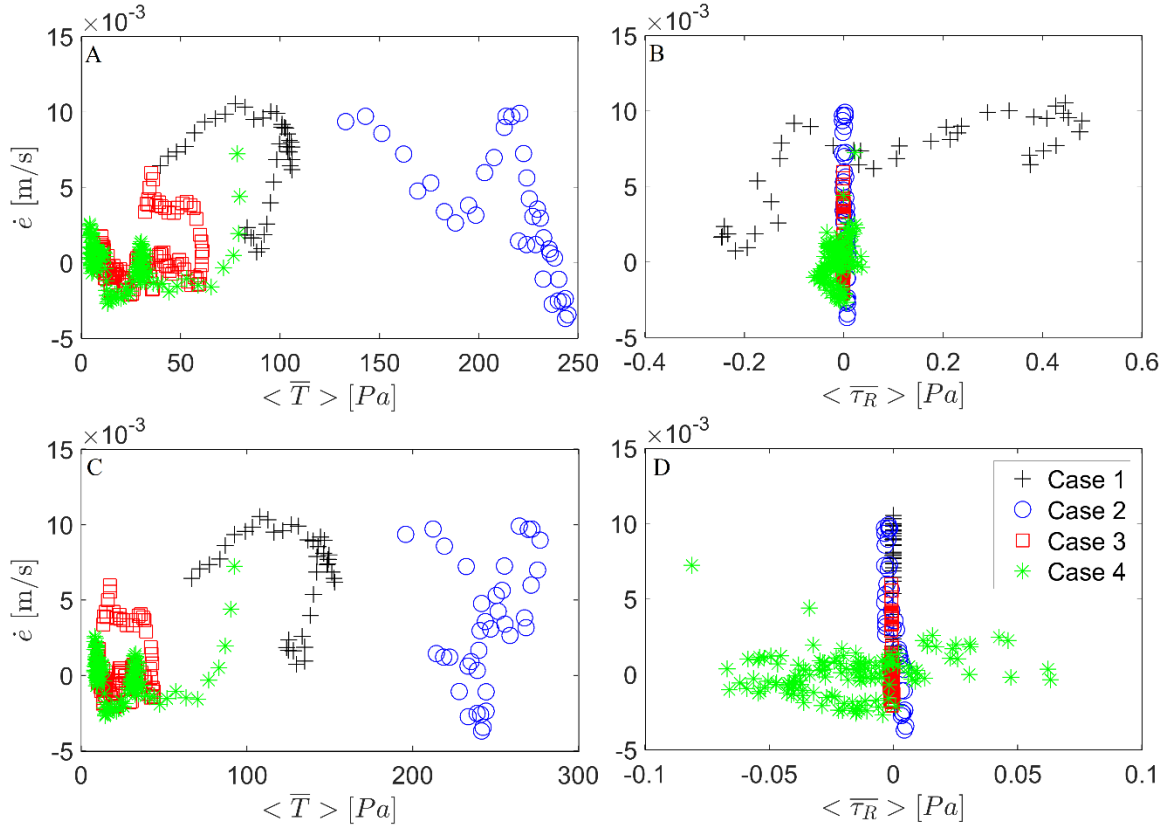 ×10⁻³
×10⁻³
15
10
5
0
-5
A
ė [m/s]
0 50 100 150 200 250
< T̅ > [Pa]
15
10
5
0
-5
B
-0.4 -0.2 0 0.2 0.4 0.6
< τ̅_R̅ > [Pa]
×10⁻³
×10⁻³
15
10
5
0
-5
C
ė [m/s]
0 100 200 300
< T̅ > [Pa]
15
10
5
0
-5
D
Case 1
Case 2
Case 3
Case 4
-0.1 -0.05 0 0.05 0.1
< τ̅_R̅ > [Pa]